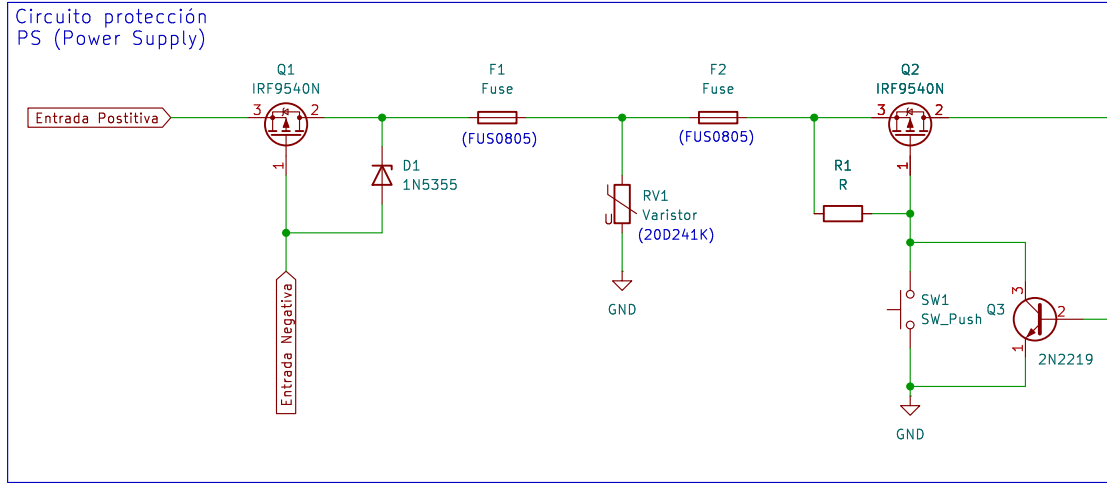 Circuito protección
PS (Power Supply)
Q1
IRF9540N
3
2
1
Entrada Postitiva
F1
Fuse
(FUS0805)
F2
Fuse
(FUS0805)
Q2
IRF9540N
3
2
1
D1
1N5355
R1
R
RV1
Varistor
(20D241K)
U
GND
Entrada Negativa
SW1
SW_Push
Q3
3
2
1
2N2219
GND